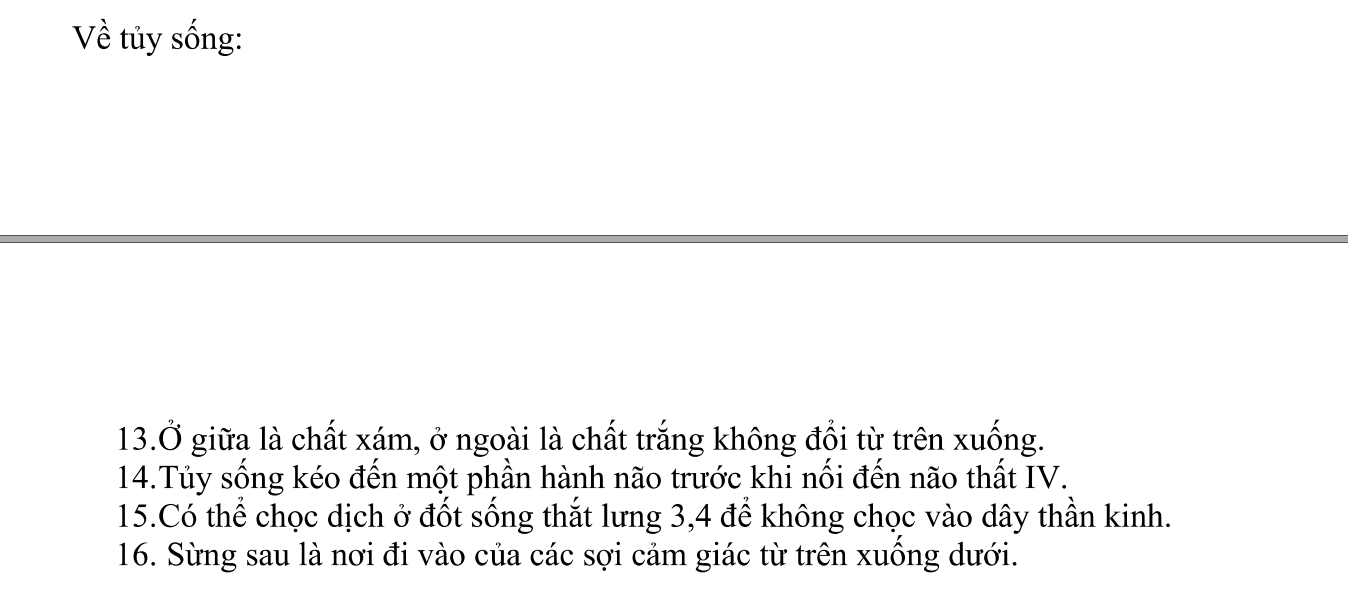 Về tủy sống:
13.Ở giữa là chất xám, ở ngoài là chất trắng không đổi từ trên xuống.
14.Tủy sống kéo đến một phần hành não trước khi nối đến não thất IV.
15.Có thể chọc dịch ở đốt sống thắt lưng 3,4 để không chọc vào dây thần kinh.
16. Sừng sau là nơi đi vào của các sợi cảm giác từ trên xuống dưới.